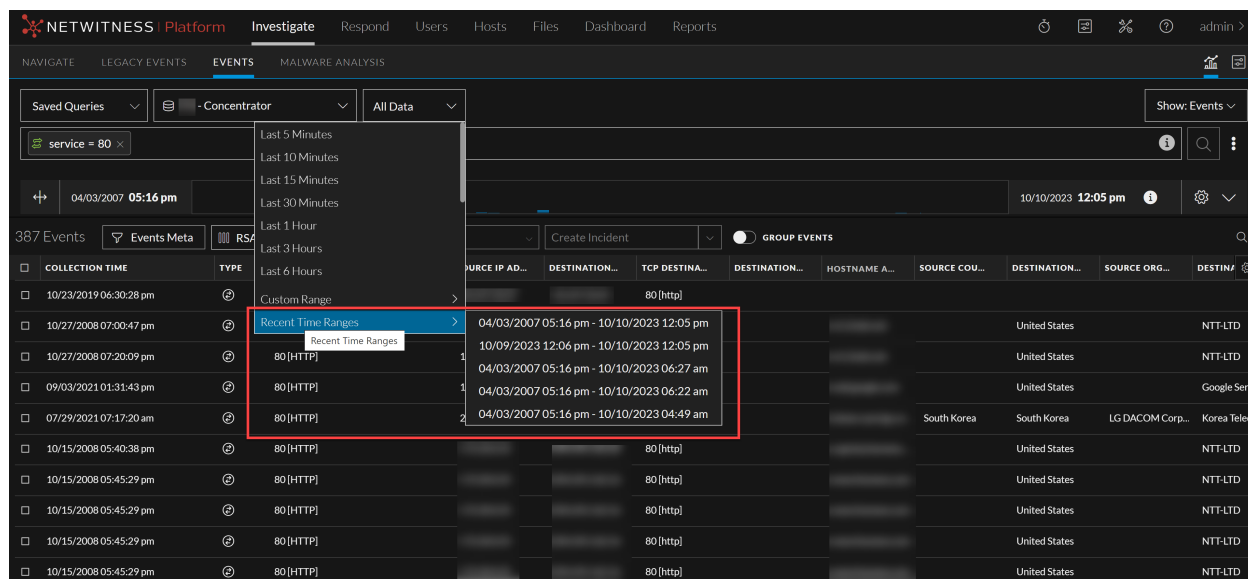 NETWITNESS | Platform Investigate Respond Users Hosts Files Dashboard Reports admin >
NAVIGATE LEGACY EVENTS EVENTS MALWARE ANALYSIS
Saved Queries - Concentrator All Data Show: Events
service = 80 ×
Last 5 Minutes
Last 10 Minutes
Last 15 Minutes
Last 30 Minutes
Last 1 Hour
Last 3 Hours
Last 6 Hours
Custom Range >
Recent Time Ranges >
Recent Time Ranges
04/03/2007 05:16 pm - 10/10/2023 12:05 pm
10/09/2023 12:06 pm - 10/10/2023 12:05 pm
04/03/2007 05:16 pm - 10/10/2023 06:27 am
04/03/2007 05:16 pm - 10/10/2023 06:22 am
04/03/2007 05:16 pm - 10/10/2023 04:49 am
04/03/2007 05:16 pm 10/10/2023 12:05 pm
387 Events Events Meta RSA Create Incident GROUP EVENTS
COLLECTION TIME TYPE OURCE IP AD... DESTINATION... TCP DESTINA... DESTINATION... HOSTNAME A... SOURCE COU... DESTINATION... SOURCE ORG... DESTINA
10/23/2019 06:30:28 pm 80 [http]
10/27/2008 07:00:47 pm United States NTT-LTD
10/27/2008 07:20:09 pm 80 [HTTP] 1 United States NTT-LTD
09/03/2021 01:31:43 pm 80 [HTTP] 1 United States Google Ser
07/29/2021 07:17:20 am 80 [HTTP] 2 South Korea South Korea LG DACOM Corp... Korea Tele
10/15/2008 05:40:38 pm 80 [HTTP] 80 [http] United States NTT-LTD
10/15/2008 05:45:29 pm 80 [HTTP] 80 [http] United States NTT-LTD
10/15/2008 05:45:29 pm 80 [HTTP] 80 [http] United States NTT-LTD
10/15/2008 05:45:29 pm 80 [HTTP] 80 [http] United States NTT-LTD
10/15/2008 05:45:29 pm 80 [HTTP] 80 [http] United States NTT-LTD